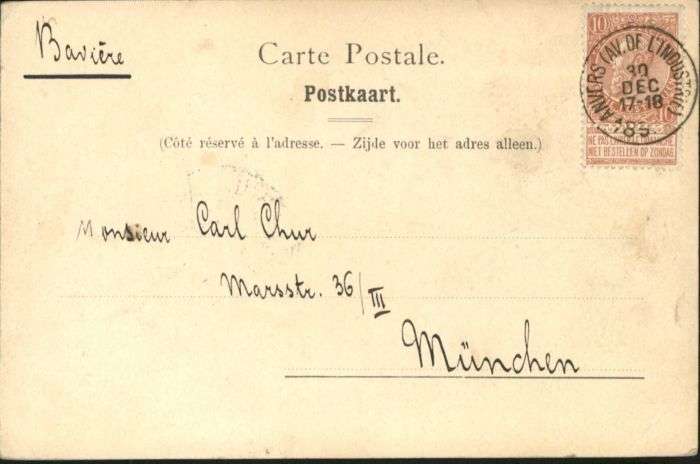 Bavière
Carte Postale.
Postkaart.
(Côté réservé à l'adresse. — Zijde voor het adres alleen.)
10
ANVERS (AV. DE L'INDUSTRIE)
30
DEC
17-18
NE PAS LIVRER LE DIMANCHE
NIET BESTELLEN OP ZONDAG
Monsieur Carl Chur
Marsstr. 36/III
München